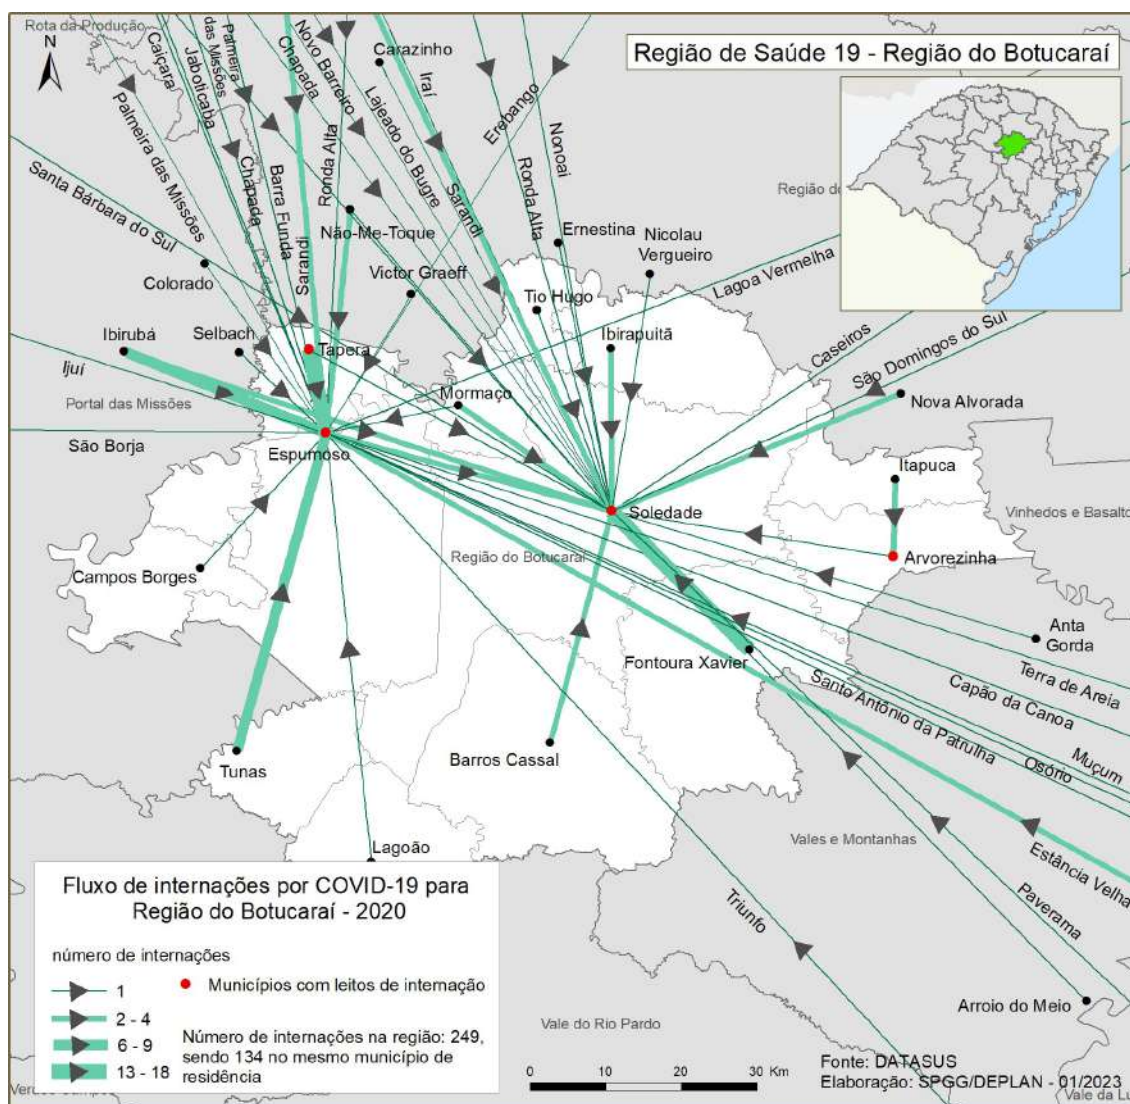 Rota da Produção
N
Região de Saúde 19 - Região do Botucaraí
Caiçara
Jaboticaba
Palmeira
das Missões
Chapada
Novo Barreiro
Lajeado do Bugre
Carazinho
Iraí
Erebango
Nonoai
Ronda Alta
Palmeira das Missões
Chapada
Barra Funda
Sarandi
Ronda Alta
Sarandi
Santa Bárbara do Sul
Não-Me-Toque
Ernestina
Nicolau
Vergueiro
Lagoa Vermelha
Colorado
Victor Graeff
Tio Hugo
Ibirubá
Selbach
Tapera
Ibirapuitã
Caseiros
São Domingos do Sul
Ijuí
Portal das Missões
Mormaço
Nova Alvorada
São Borja
Espumoso
Itapuca
Soledade
Vinhedos e Basalto
Região do Botucaraí
Arvorezinha
Campos Borges
Anta
Gorda
Fontoura Xavier
Terra de Areia
Capão da Canoa
Santo Antônio da Patrulha
Muçum
Osório
Tunas
Barros Cassal
Vales e Montanhas
Lagoão
Estância Velha
Paverama
Triunfo
Arroio do Meio
Vale do Rio Pardo
Fluxo de internações por COVID-19 para
Região do Botucaraí - 2020
número de internações
1
2 - 4
6 - 9
13 - 18
Municípios com leitos de internação
Número de internações na região: 249,
sendo 134 no mesmo município de
residência
0 10 20 30 Km
Fonte: DATASUS
Elaboração: SPGG/DEPLAN - 01/2023